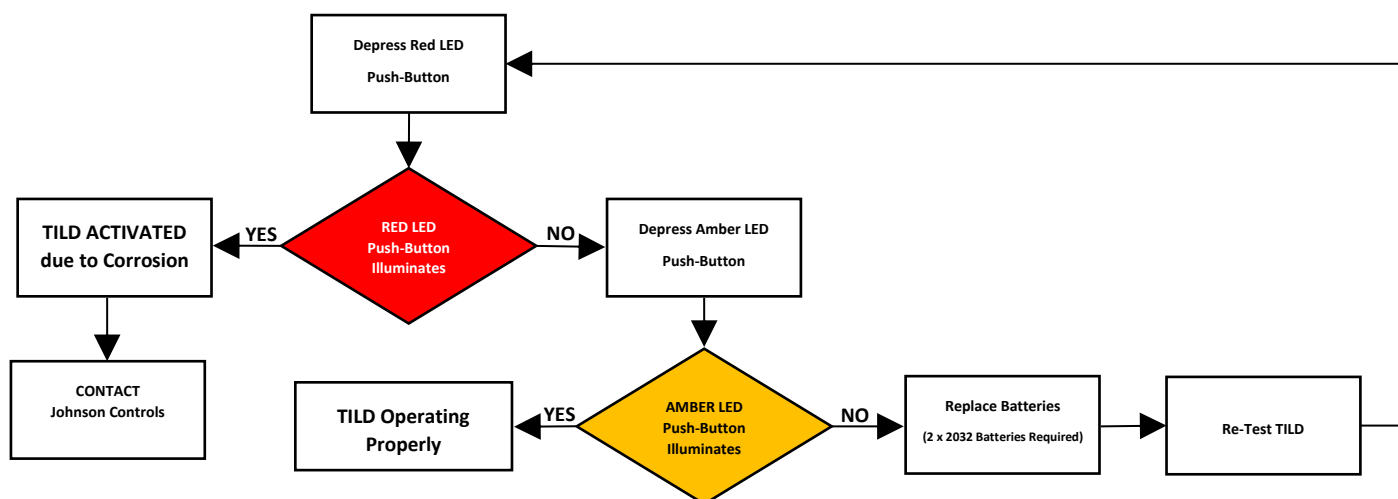 Depress Red LED
Push-Button
RED LED
Push-Button
Illuminates
YES
NO
TILD ACTIVATED
due to Corrosion
Depress Amber LED
Push-Button
CONTACT
Johnson Controls
AMBER LED
Push-Button
Illuminates
YES
NO
TILD Operating
Properly
Replace Batteries
(2 x 2032 Batteries Required)
Re-Test TILD